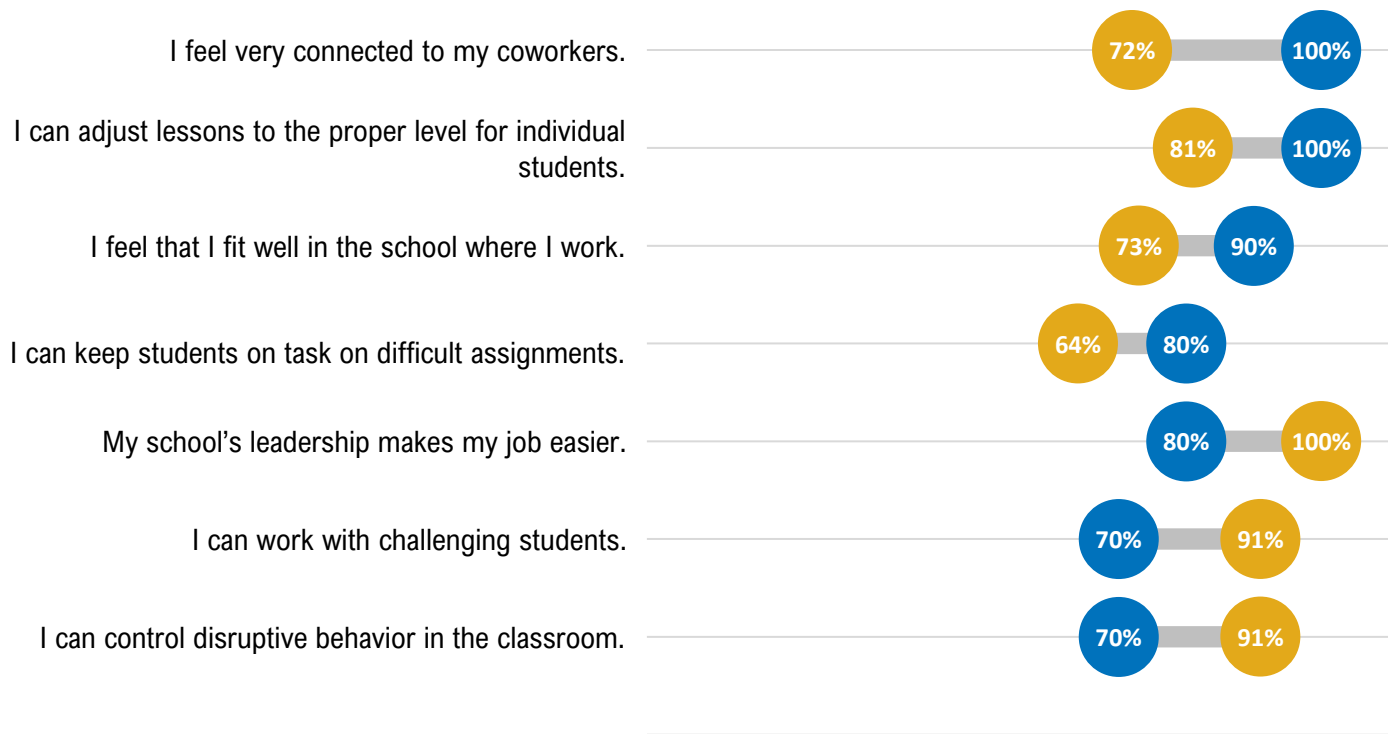 I feel very connected to my coworkers.
72% 100%
I can adjust lessons to the proper level for individual
students.
81% 100%
I feel that I fit well in the school where I work.
73% 90%
I can keep students on task on difficult assignments.
64% 80%
My school’s leadership makes my job easier.
80% 100%
I can work with challenging students.
70% 91%
I can control disruptive behavior in the classroom.
70% 91%